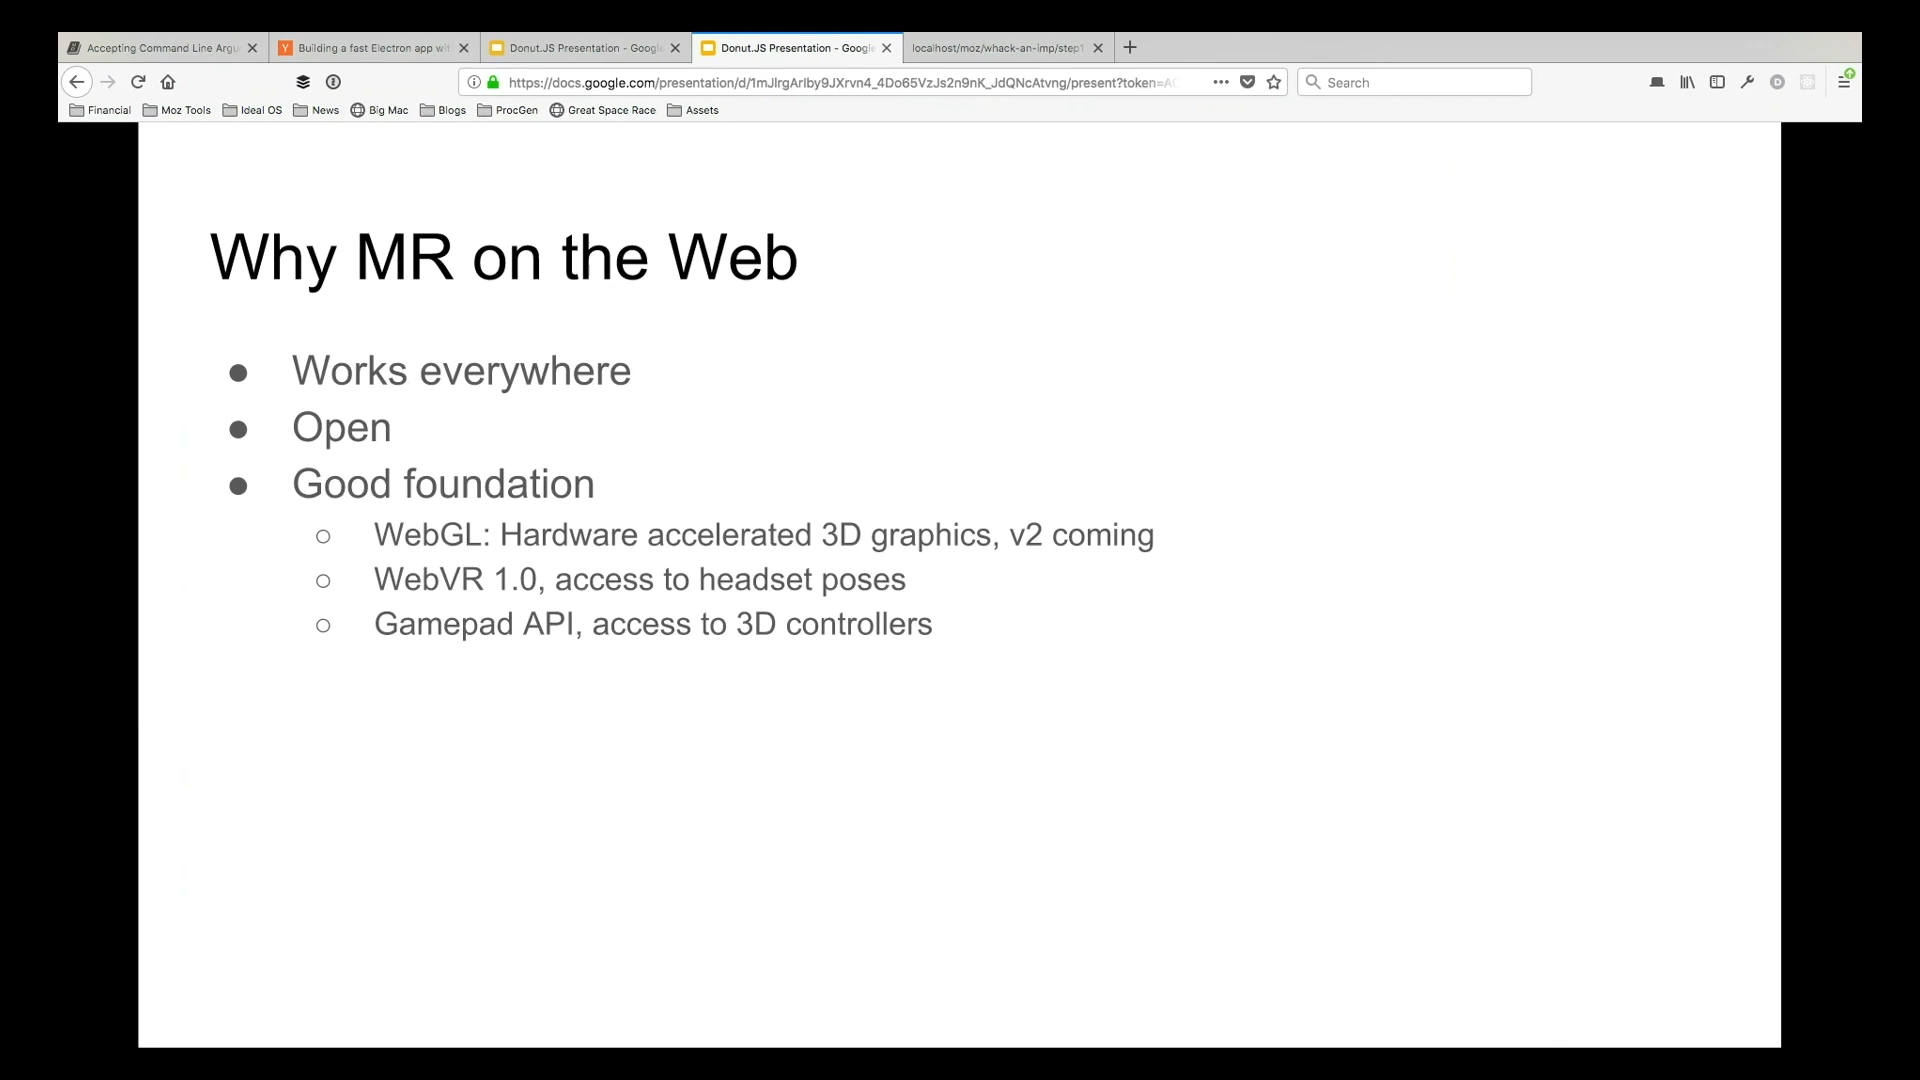 Accepting Command Line Argu
Building a fast Electron app wit
Donut.JS Presentation - Google
Donut.JS Presentation - Google
localhost/moz/whack-an-imp/step1
https://docs.google.com/presentation/d/1mJlrgArIby9JXrvn4_4Do65VzJs2n9nK_JdQNcAtvng/present?token=AC
Search
Financial
Moz Tools
Ideal OS
News
Big Mac
Blogs
ProcGen
Great Space Race
Assets
Why MR on the Web
● Works everywhere
● Open
● Good foundation
○ WebGL: Hardware accelerated 3D graphics, v2 coming
○ WebVR 1.0, access to headset poses
○ Gamepad API, access to 3D controllers